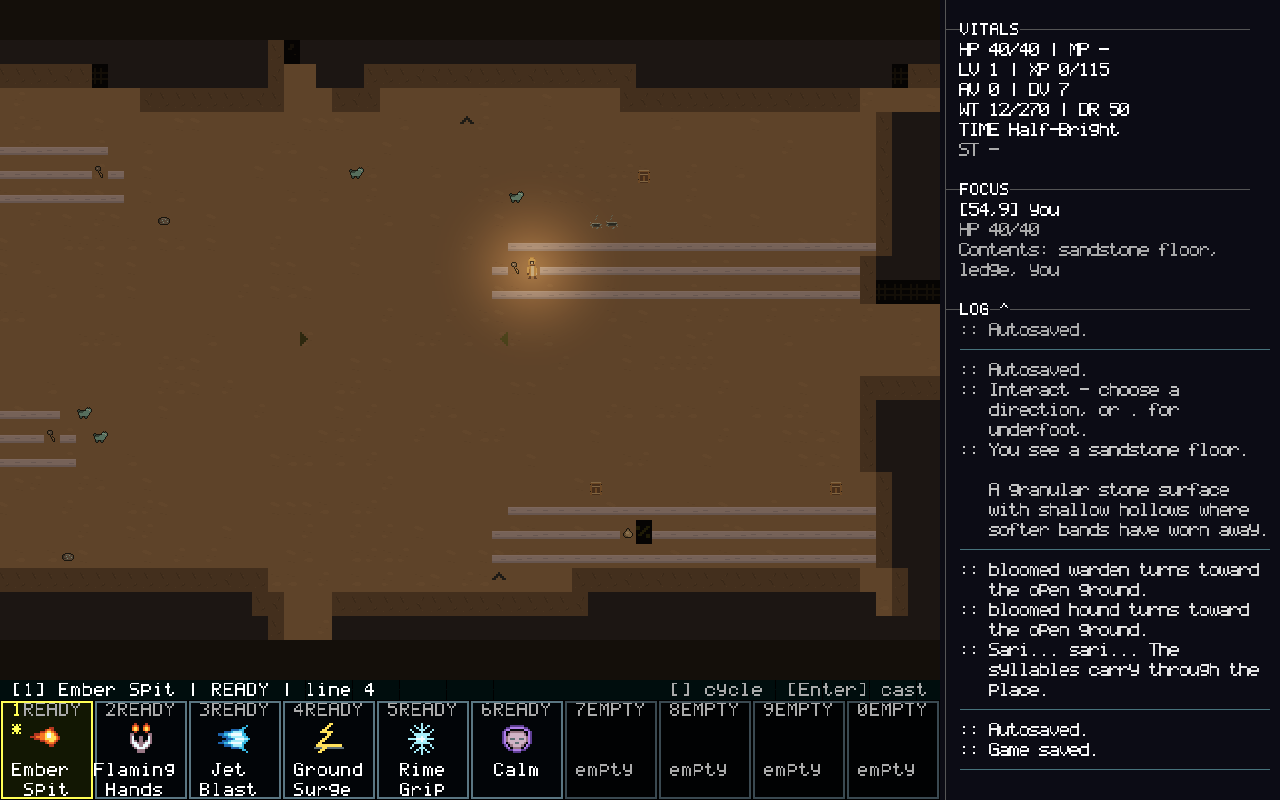 VITALS
HP 40/40 | MP -
LV 1 | XP 0/115
AV 0 | DV 7
WT 12/270 | DR 50
TIME Half-Bright
ST -
FOCUS
[54,9] You
HP 40/40
Contents: sandstone floor,
ledge, You
LOG ^
:: Autosaved.
:: Autosaved.
:: Interact - choose a
direction, or . for
underfoot.
:: You see a sandstone floor.
A granular stone surface
with shallow hollows where
softer bands have worn away.
:: bloomed warden turns toward
the open ground.
:: bloomed hound turns toward
the open ground.
:: Sari... sari... The
syllables carry through the
place.
:: Autosaved.
:: Game saved.
[1] Ember Spit | READY | line 4
[] cycle [Enter] cast
1READY 2READY 3READY 4READY 5READY 6READY 7EMPTY 8EMPTY 9EMPTY 0EMPTY
*
Ember Flaming Jet Ground Rime Calm empty empty empty empty
Spit Hands Blast Surge Grip